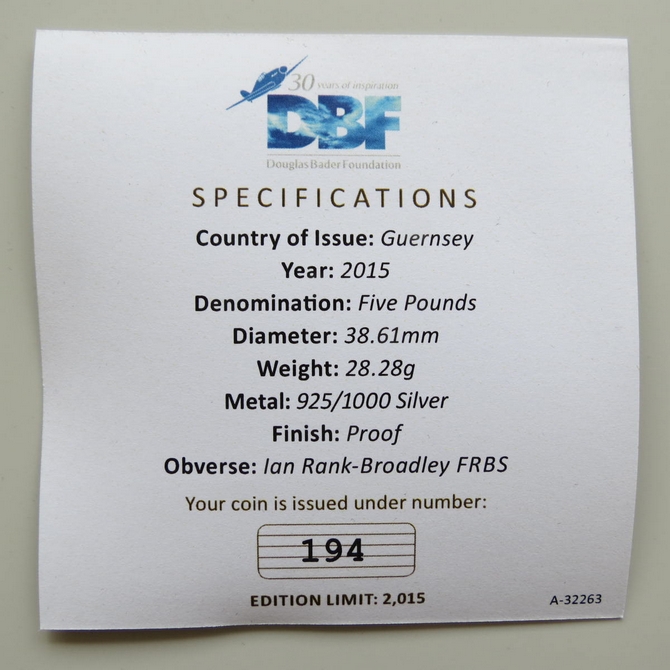 30 years of inspiration
DBF
Douglas Bader Foundation
SPECIFICATIONS
Country of Issue: Guernsey
Year: 2015
Denomination: Five Pounds
Diameter: 38.61mm
Weight: 28.28g
Metal: 925/1000 Silver
Finish: Proof
Obverse: Ian Rank-Broadley FRBS
Your coin is issued under number:
194
EDITION LIMIT: 2,015
A-32263